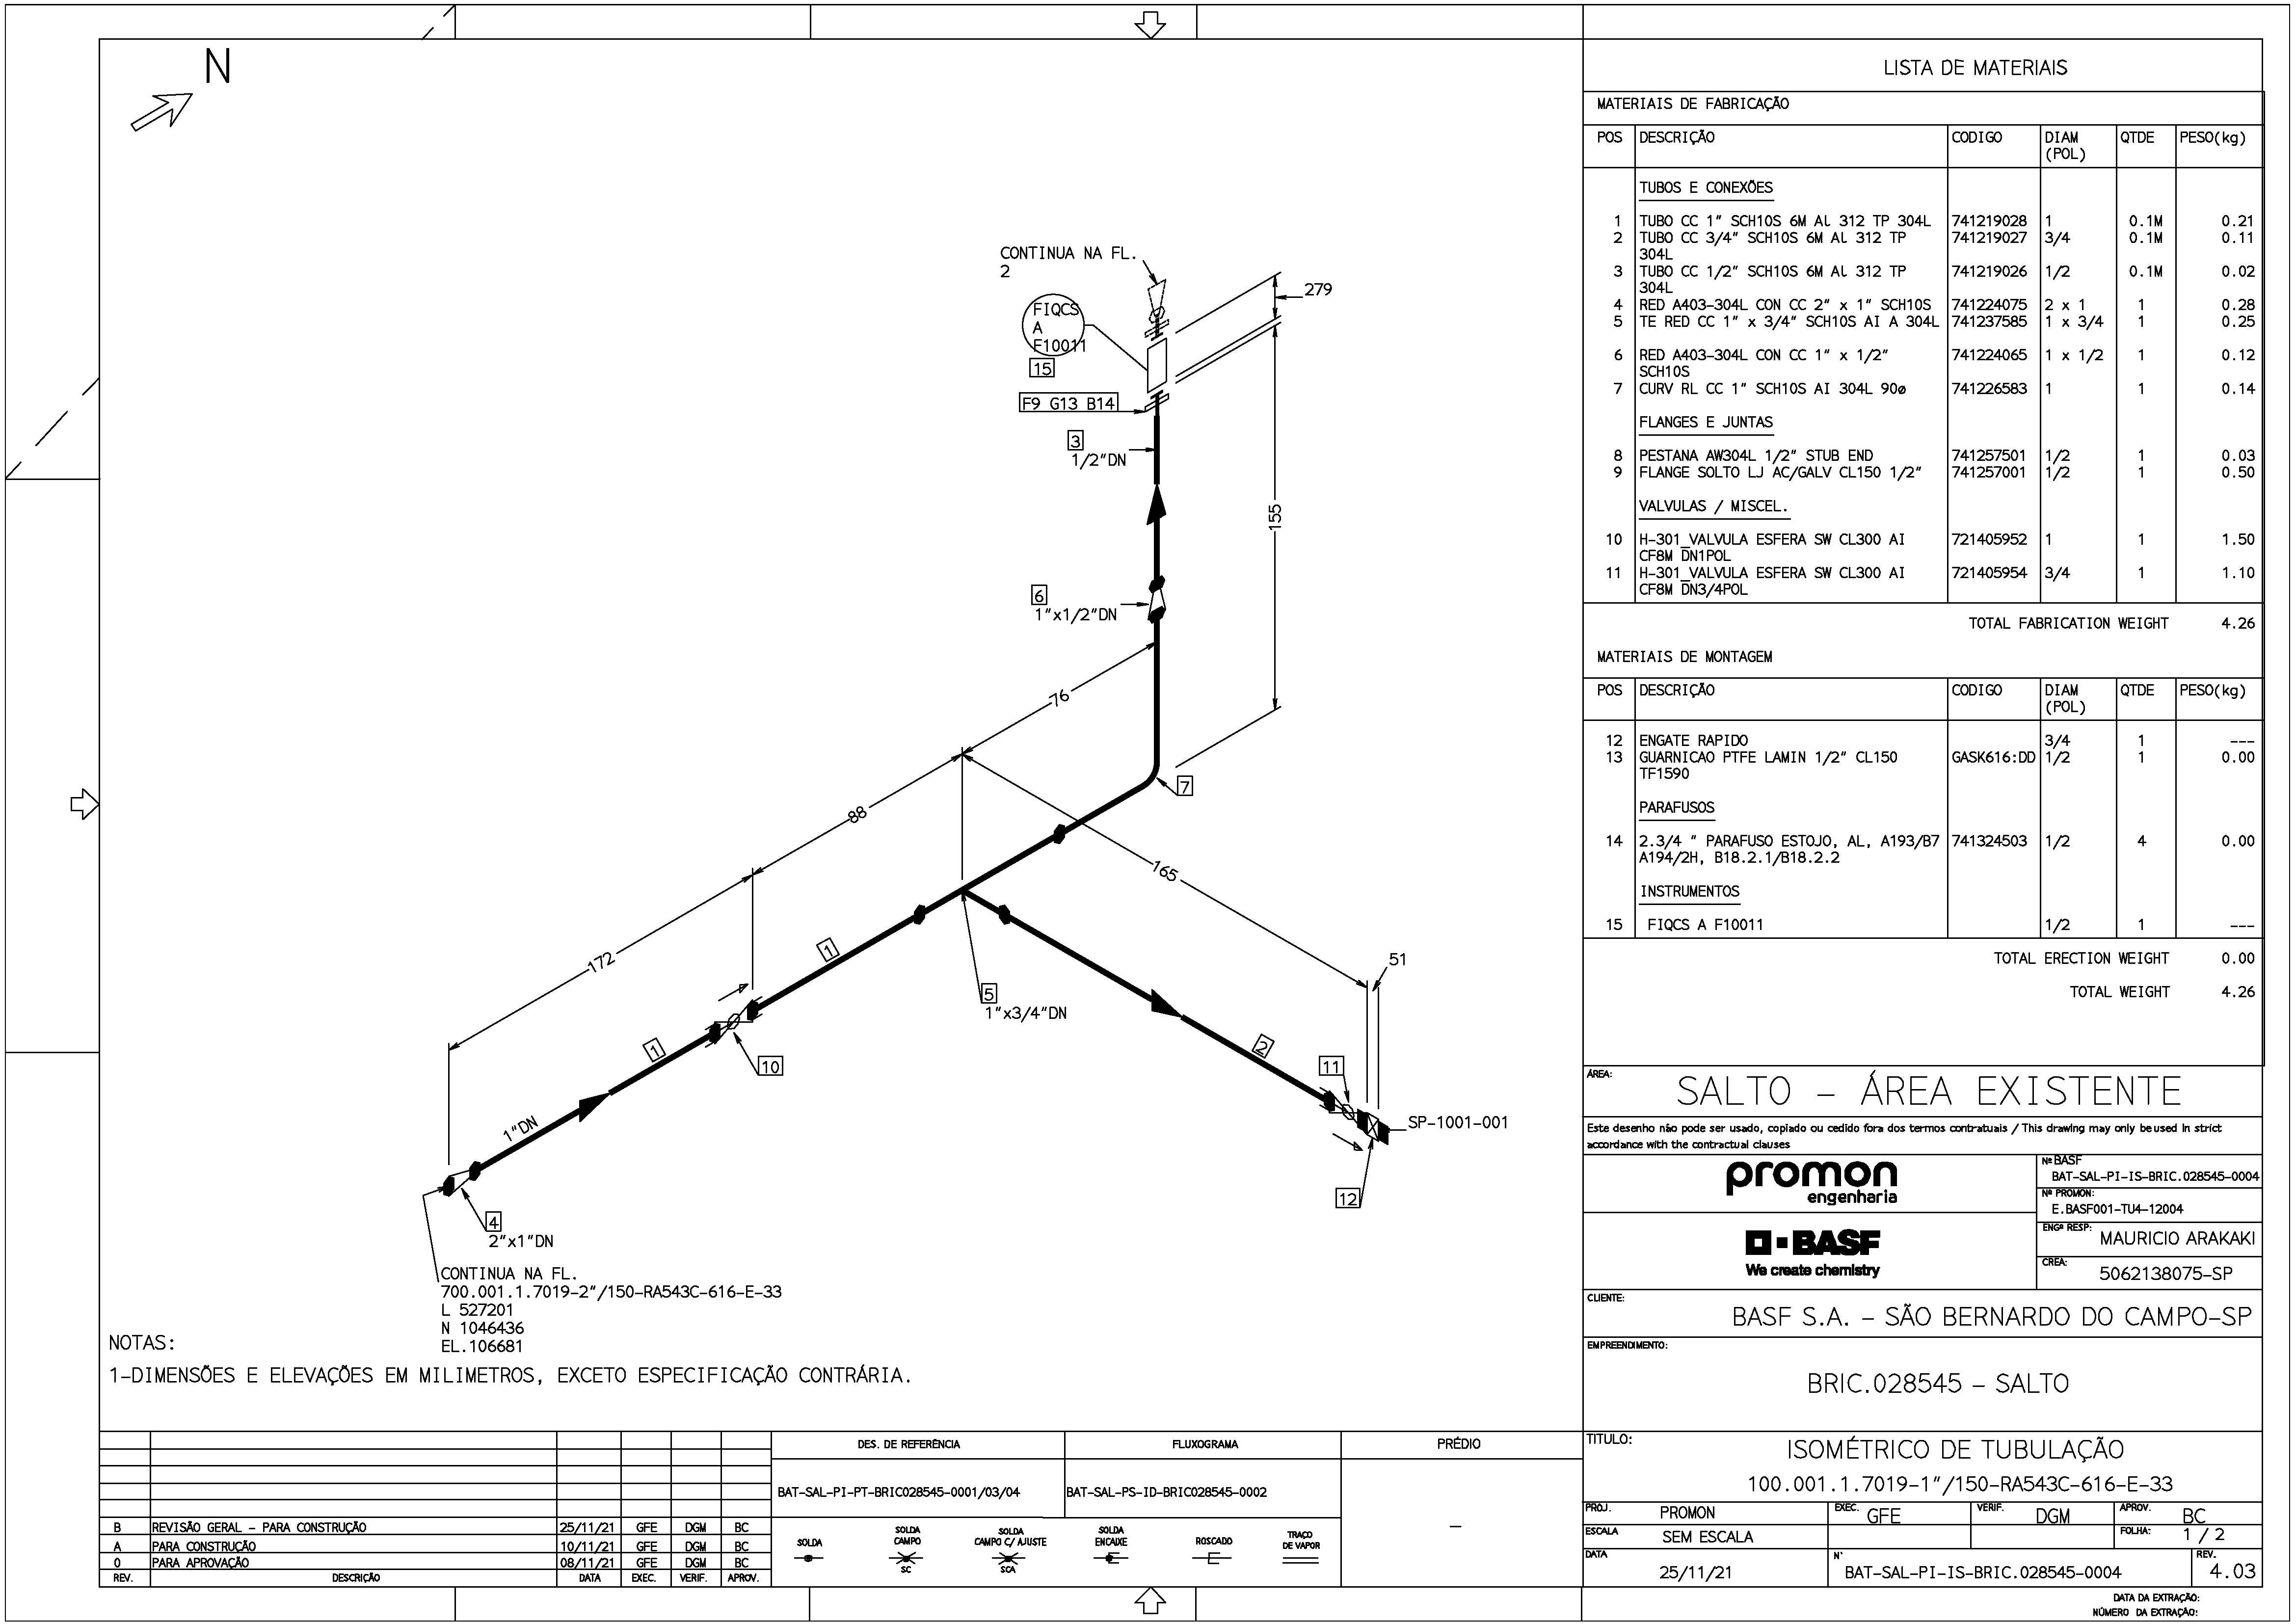 N
CONTINUA NA FL.
2
FIQCS
A
F10011
15
F9 G13 B14
279
3
1/2"DN
155
6
1"x1/2"DN
76
7
88
165
172
1
51
5
1"x3/4"DN
1
10
2
11
1"DN
SP-1001-001
12
4
2"x1"DN
CONTINUA NA FL.
700.001.1.7019-2"/150-RA543C-616-E-33
L 527201
N 1046436
EL.106681
NOTAS:
1-DIMENSÕES E ELEVAÇÕES EM MILIMETROS, EXCETO ESPECIFICAÇÃO CONTRÁRIA.
LISTA DE MATERIAIS
MATERIAIS DE FABRICAÇÃO
POS DESCRIÇÃO CODIGO DIAM QTDE PESO(kg)
(POL)
TUBOS E CONEXÕES
1 TUBO CC 1" SCH10S 6M AL 312 TP 304L 741219028 1 0.1M 0.21
2 TUBO CC 3/4" SCH10S 6M AL 312 TP 741219027 3/4 0.1M 0.11
304L
3 TUBO CC 1/2" SCH10S 6M AL 312 TP 741219026 1/2 0.1M 0.02
304L
4 RED A403-304L CON CC 2" x 1" SCH10S 741224075 2 x 1 1 0.28
5 TE RED CC 1" x 3/4" SCH10S AI A 304L 741237585 1 x 3/4 1 0.25
6 RED A403-304L CON CC 1" x 1/2" 741224065 1 x 1/2 1 0.12
SCH10S
7 CURV RL CC 1" SCH10S AI 304L 90ø 741226583 1 1 0.14
FLANGES E JUNTAS
8 PESTANA AW304L 1/2" STUB END 741257501 1/2 1 0.03
9 FLANGE SOLTO LJ AC/GALV CL150 1/2" 741257001 1/2 1 0.50
VALVULAS / MISCEL.
10 H-301_VALVULA ESFERA SW CL300 AI 721405952 1 1 1.50
CF8M DN1POL
11 H-301_VALVULA ESFERA SW CL300 AI 721405954 3/4 1 1.10
CF8M DN3/4POL
TOTAL FABRICATION WEIGHT 4.26
MATERIAIS DE MONTAGEM
POS DESCRIÇÃO CODIGO DIAM QTDE PESO(kg)
(POL)
12 ENGATE RAPIDO 3/4 1 ---
13 GUARNICAO PTFE LAMIN 1/2" CL150 GASK616:DD 1/2 1 0.00
TF1590
PARAFUSOS
14 2.3/4 " PARAFUSO ESTOJO, AL, A193/B7 741324503 1/2 4 0.00
A194/2H, B18.2.1/B18.2.2
INSTRUMENTOS
15 FIQCS A F10011 1/2 1 ---
TOTAL ERECTION WEIGHT 0.00
TOTAL WEIGHT 4.26
ÁREA:
SALTO - ÁREA EXISTENTE
Este desenho não pode ser usado, copiado ou cedido fora dos termos contratuais / This drawing may only be used in strict
accordance with the contractual clauses
promon
engenharia
Nº BASF
BAT-SAL-PI-IS-BRIC.028545-0004
Nº PROMON:
E.BASF001-TU4-12004
BASF
We create chemistry
ENGº RESP:
MAURICIO ARAKAKI
CREA:
5062138075-SP
CLIENTE:
BASF S.A. - SÃO BERNARDO DO CAMPO-SP
EMPREENDIMENTO:
BRIC.028545 - SALTO
TITULO:
ISOMÉTRICO DE TUBULAÇÃO
100.001.1.7019-1"/150-RA543C-616-E-33
PROJ. PROMON EXEC. GFE VERIF. DGM APROV. BC
ESCALA SEM ESCALA FOLHA: 1 / 2
DATA 25/11/21 N° BAT-SAL-PI-IS-BRIC.028545-0004 REV. 4.03
DATA DA EXTRAÇÃO:
NÚMERO DA EXTRAÇÃO:
B REVISÃO GERAL - PARA CONSTRUÇÃO 25/11/21 GFE DGM BC
A PARA CONSTRUÇÃO 10/11/21 GFE DGM BC
0 PARA APROVAÇÃO 08/11/21 GFE DGM BC
REV. DESCRIÇÃO DATA EXEC. VERIF. APROV.
DES. DE REFERÊNCIA FLUXOGRAMA PRÉDIO
BAT-SAL-PI-PT-BRIC028545-0001/03/04 BAT-SAL-PS-ID-BRIC028545-0002
-
SOLDA
SOLDA CAMPO
SC
SOLDA CAMPO C/ AJUSTE
SCA
SOLDA ENCAIXE
ROSCADO
TRAÇO DE VAPOR